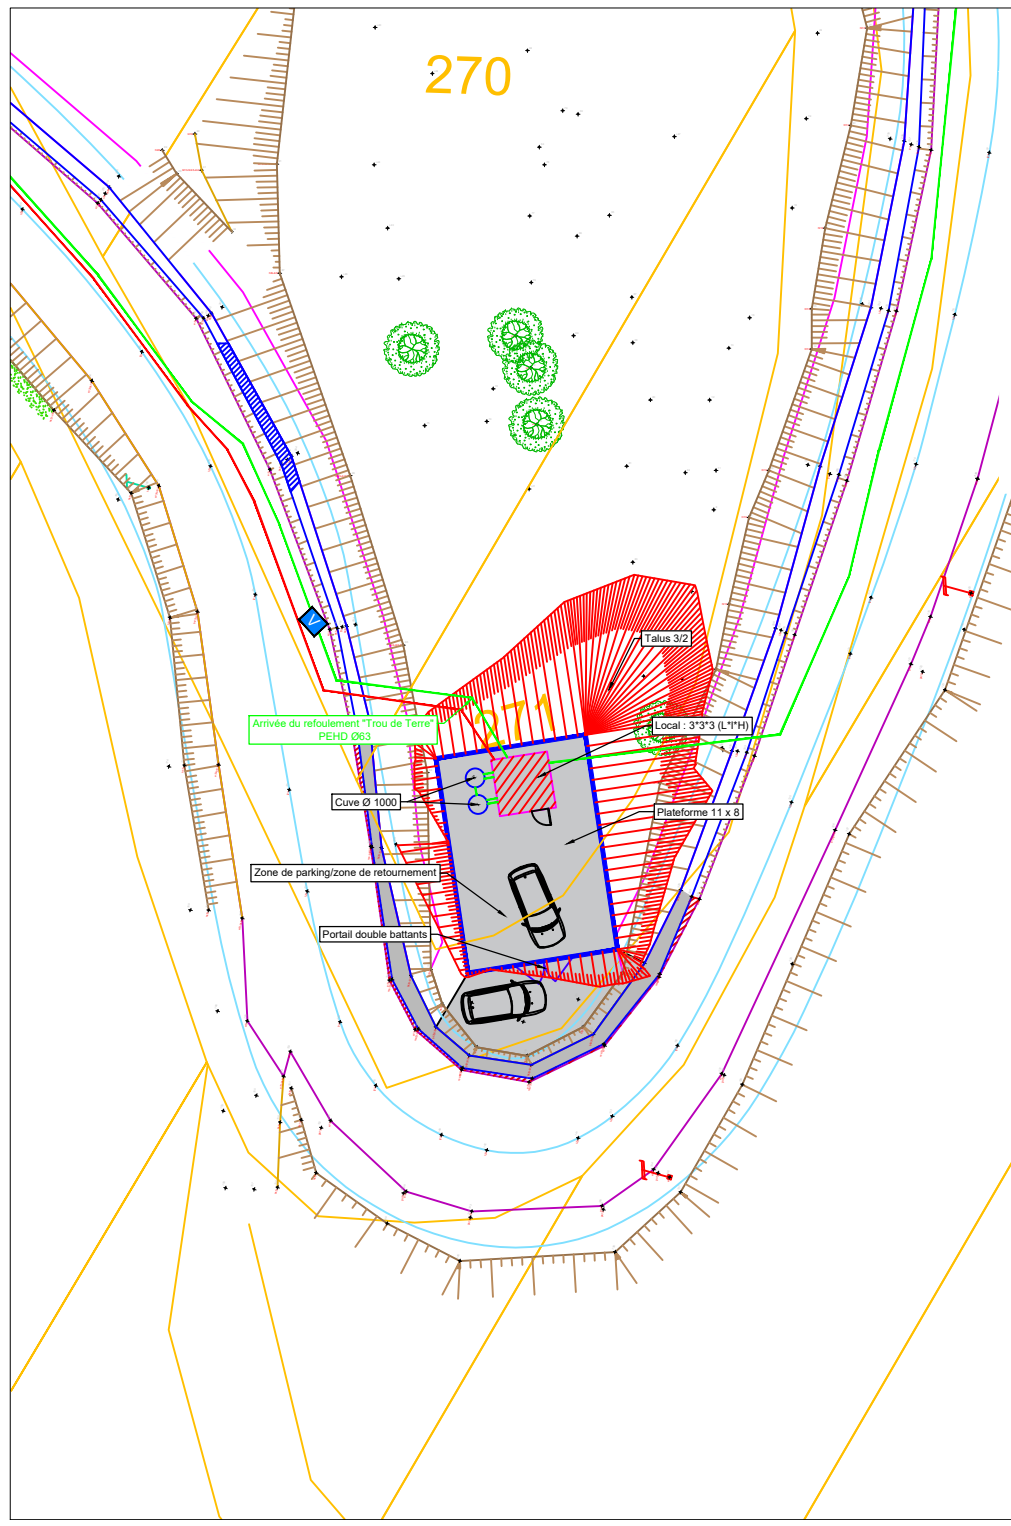 270
Talus 3/2
271
Arrivée du refoulement "Trou de Terre"
PEHD Ø63
Local : 3*3*3 (L*l*H)
Cuve Ø 1000
Plateforme 11 x 8
Zone de parking/zone de retournement
Portail double battants
V